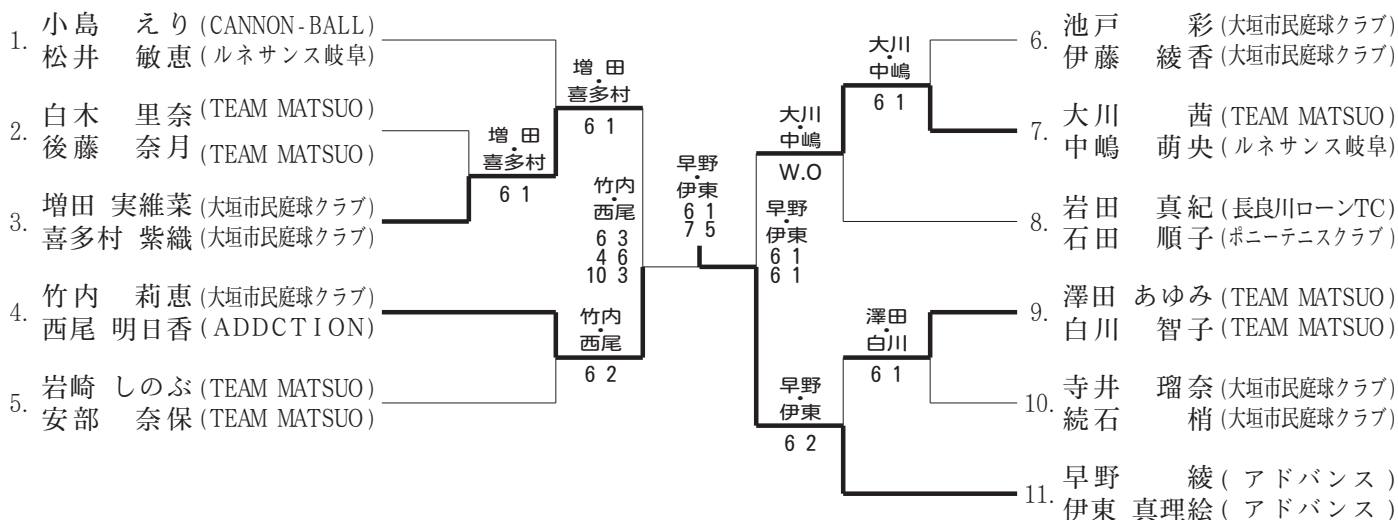 1. 小島 えり (CANNON-BALL)
松井 敏恵 (ルネサンス岐阜)
2. 白木 里奈 (TEAM MATSUO)
後藤 奈月 (TEAM MATSUO)
3. 増田 実維菜 (大垣市民庭球クラブ)
喜多村 紫織 (大垣市民庭球クラブ)
4. 竹内 莉恵 (大垣市民庭球クラブ)
西尾 明日香 (ADDCTION)
5. 岩崎 しのぶ (TEAM MATSUO)
安部 奈保 (TEAM MATSUO)
増田・喜多村
6 1
増田・喜多村
6 1
竹内・西尾
6 3
4 6
10 3
竹内・西尾
6 2
早野・伊東
6 1
7 5
大川・中嶋
6 1
大川・中嶋
W.O
早野・伊東
6 1
6 1
澤田・白川
6 1
早野・伊東
6 2
6. 池戸 彩 (大垣市民庭球クラブ)
伊藤 綾香 (大垣市民庭球クラブ)
7. 大川 茜 (TEAM MATSUO)
中嶋 萌央 (ルネサンス岐阜)
8. 岩田 真紀 (長良川ローンTC)
石田 順子 (ポニーテニスクラブ)
9. 澤田 あゆみ (TEAM MATSUO)
白川 智子 (TEAM MATSUO)
10. 寺井 瑠奈 (大垣市民庭球クラブ)
続石 梢 (大垣市民庭球クラブ)
11. 早野 綾 (アドバンス)
伊東 真理絵 (アドバンス)